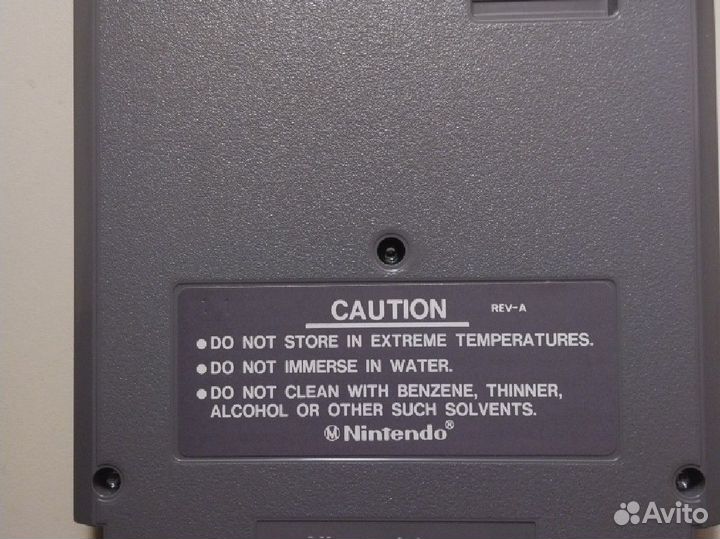 CAUTION REV-A
●DO NOT STORE IN EXTREME TEMPERATURES.
●DO NOT IMMERSE IN WATER.
●DO NOT CLEAN WITH BENZENE, THINNER,
ALCOHOL OR OTHER SUCH SOLVENTS.
Ⓜ Nintendo®
Avito